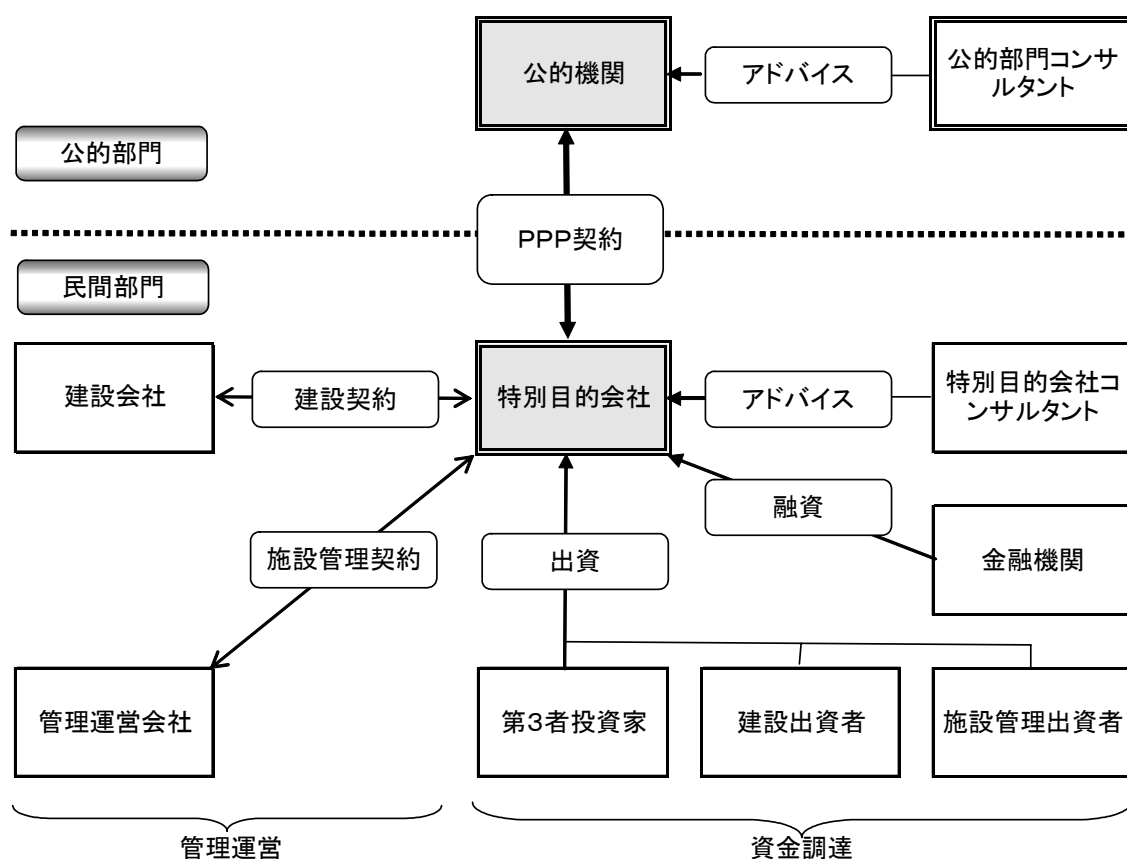 公的機関
アドバイス
公的部門コンサ
ルタント
公的部門
PPP契約
民間部門
建設会社
建設契約
特別目的会社
アドバイス
特別目的会社コ
ンサルタント
融資
施設管理契約
出資
金融機関
管理運営会社
第3者投資家
建設出資者
施設管理出資者
管理運営
資金調達